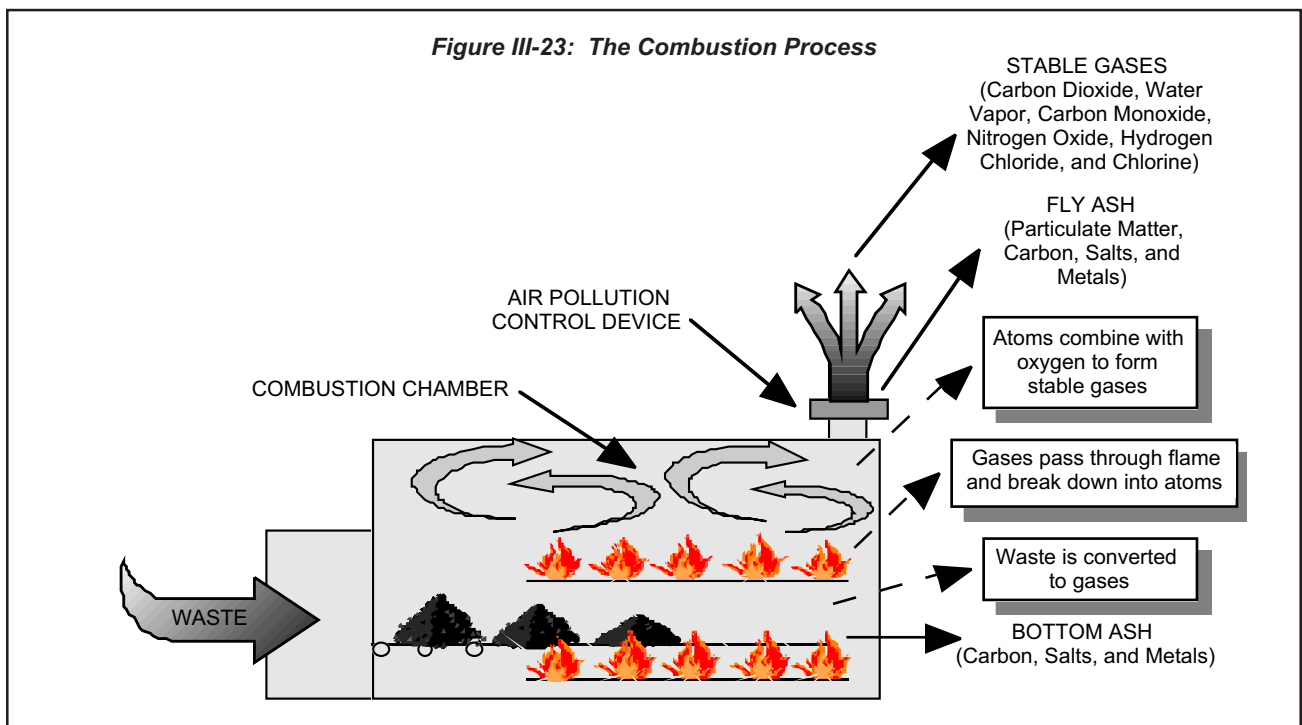 Figure III-23: The Combustion Process
STABLE GASES
(Carbon Dioxide, Water
Vapor, Carbon Monoxide,
Nitrogen Oxide, Hydrogen
Chloride, and Chlorine)
FLY ASH
(Particulate Matter,
Carbon, Salts, and
Metals)
AIR POLLUTION
CONTROL DEVICE
Atoms combine with
oxygen to form
stable gases
COMBUSTION CHAMBER
Gases pass through flame
and break down into atoms
Waste is converted
to gases
WASTE
BOTTOM ASH
(Carbon, Salts, and Metals)